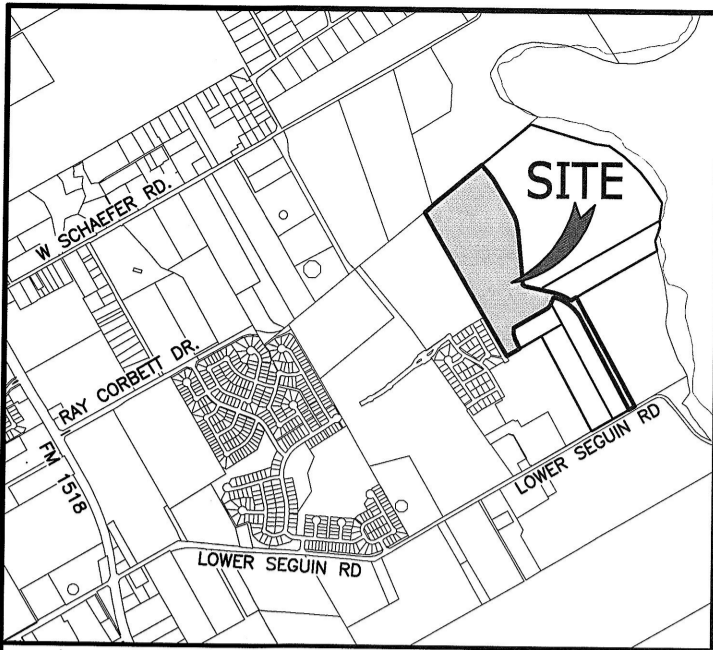 SITE
W SCHAEFER RD.
RAY CORBETT DR.
FM 1518
LOWER SEGUIN RD
LOWER SEGUIN RD